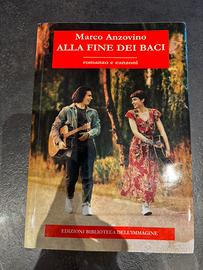 Marco Anzovino
ALLA FINE DEI BACI
romanzo e canzoni
EDIZIONI BIBLIOTECA DELL'IMMAGINE